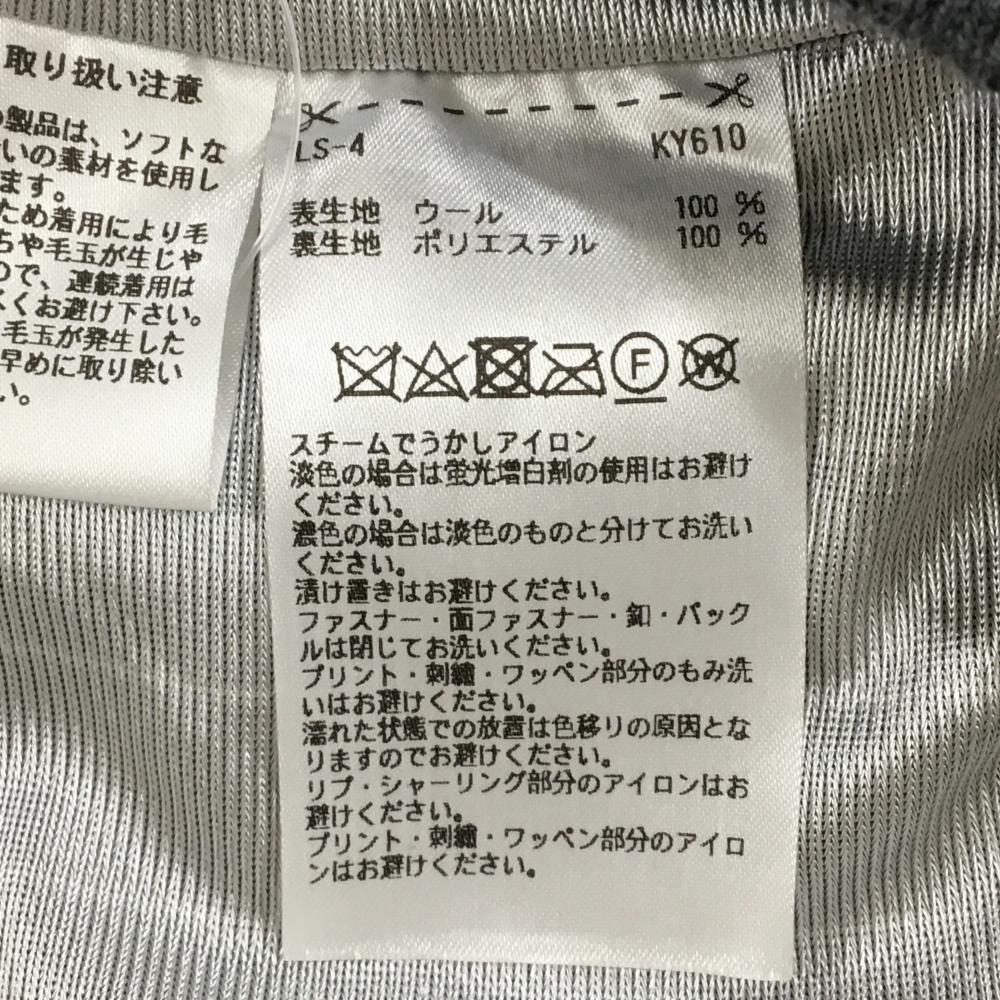 取り扱い注意
製品は、ソフトな
いの素材を使用し
ます。
ため着用により毛
ちや毛玉が生じや
ので、連続着用は
くお避け下さい。
毛玉が発生した
早めに取り除い
い。
LS-4 KY610
表生地 ウール 100 %
裏生地 ポリエステル 100 %
F W
スチームでうかしアイロン
淡色の場合は蛍光増白剤の使用はお避け
ください。
濃色の場合は淡色のものと分けてお洗い
ください。
漬け置きはお避けください。
ファスナー・面ファスナー・釦・バック
ルは閉じてお洗いください。
プリント・刺繍・ワッペン部分のもみ洗
いはお避けください。
濡れた状態での放置は色移りの原因とな
りますのでお避けください。
リブ・シャーリング部分のアイロンはお
避けください。
プリント・刺繍・ワッペン部分のアイロ
ンはお避けください。